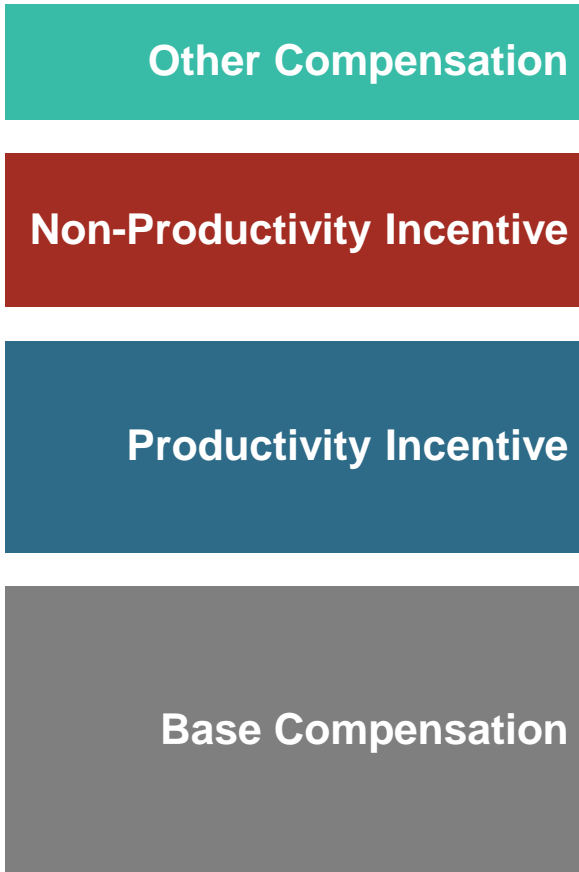 Other Compensation
Non-Productivity Incentive
Productivity Incentive
Base Compensation